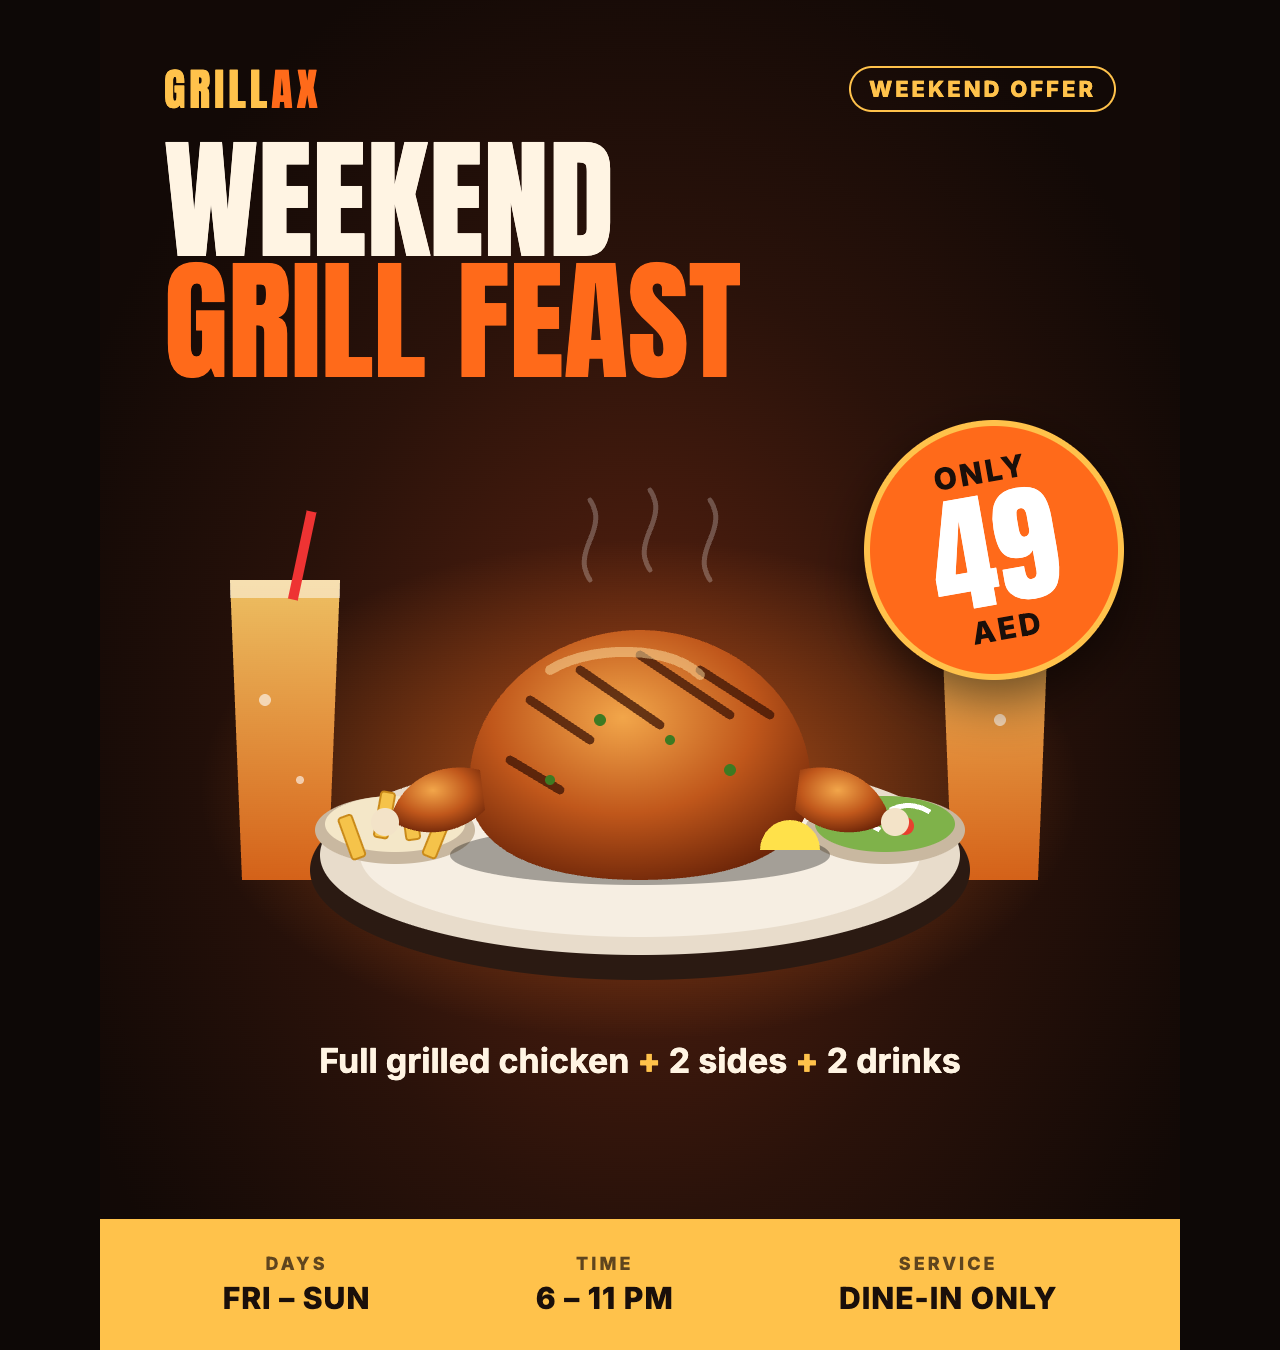 GRILLAX
WEEKEND OFFER
WEEKEND
GRILL FEAST
ONLY
49
AED
Full grilled chicken + 2 sides + 2 drinks
DAYS
FRI – SUN
TIME
6 – 11 PM
SERVICE
DINE-IN ONLY